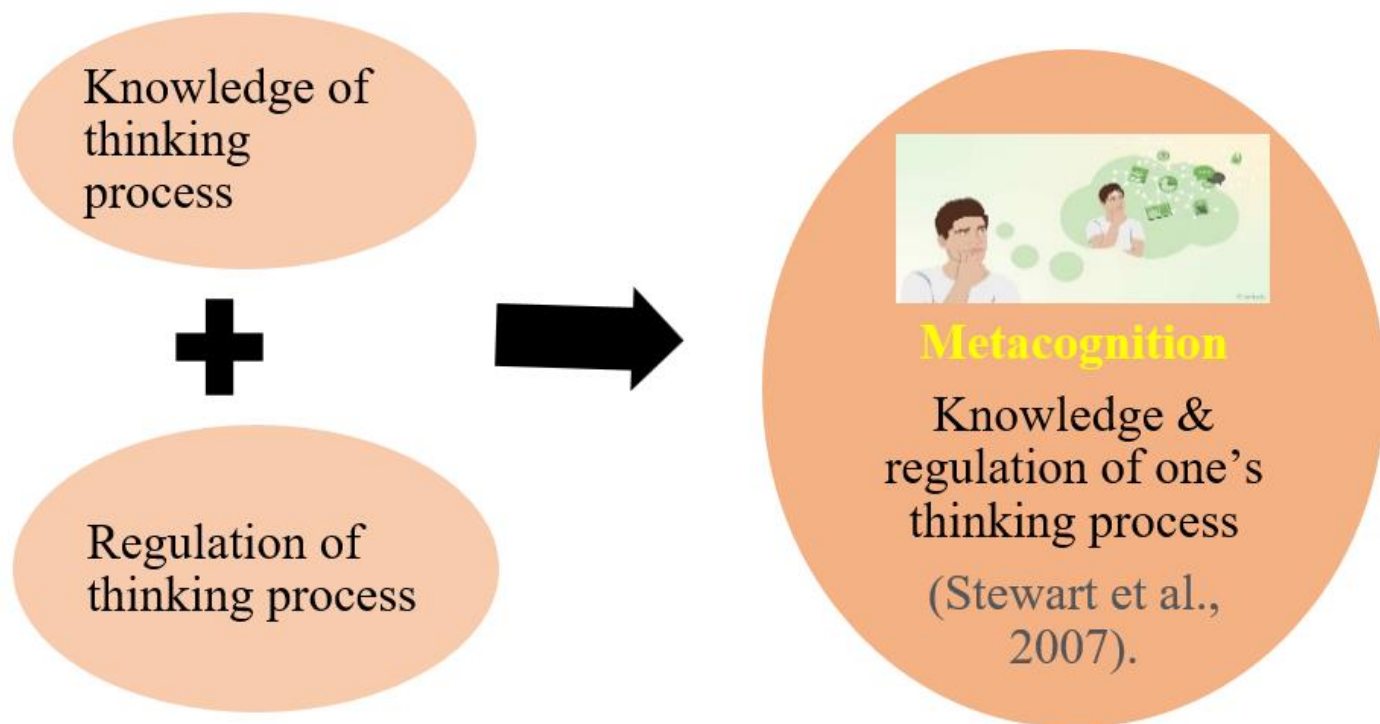 Knowledge of
thinking
process
Regulation of
thinking process
Metacognition
Knowledge &
regulation of one’s
thinking process
(Stewart et al.,
2007).